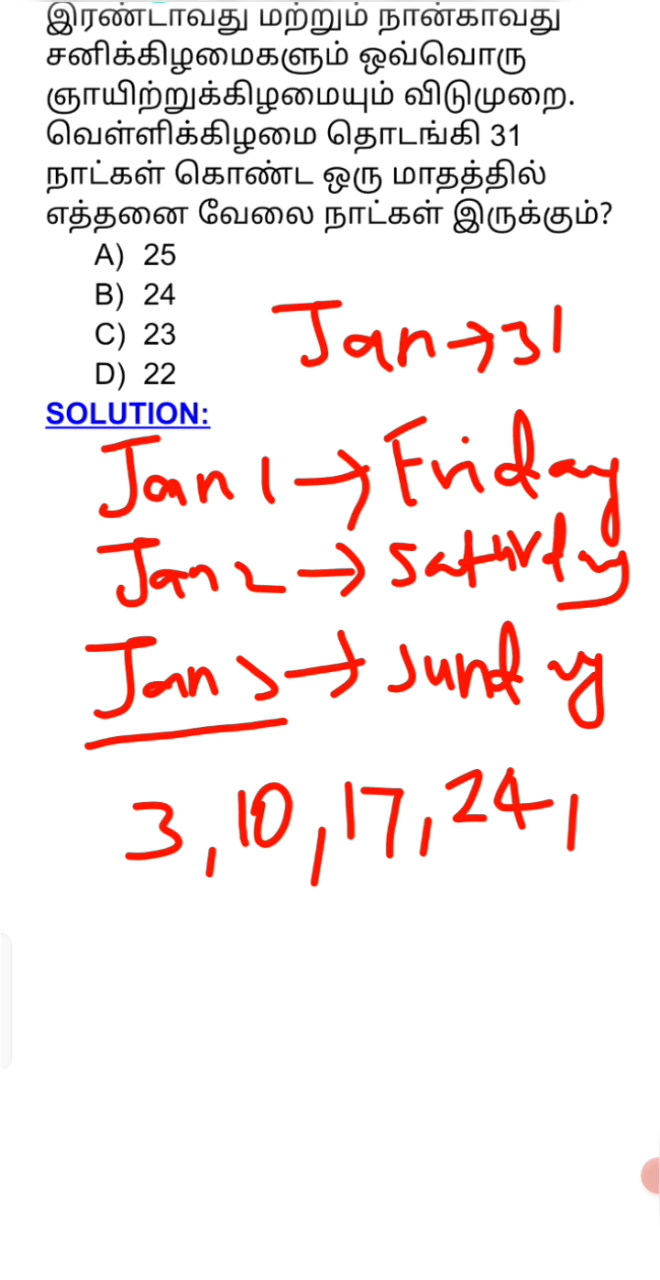 இரண்டாவது மற்றும் நான்காவது
சனிக்கிழமைகளும் ஒவ்வொரு
ஞாயிற்றுக்கிழமையும் விடுமுறை.
வெள்ளிக்கிழமை தொடங்கி 31
நாட்கள் கொண்ட ஒரு மாதத்தில்
எத்தனை வேலை நாட்கள் இருக்கும்?
A) 25
B) 24
C) 23
D) 22
Jan → 31
SOLUTION:
Jan 1 → Friday
Jan 2 → Saturday
Jan 3 → Sunday
3, 10, 17, 24,